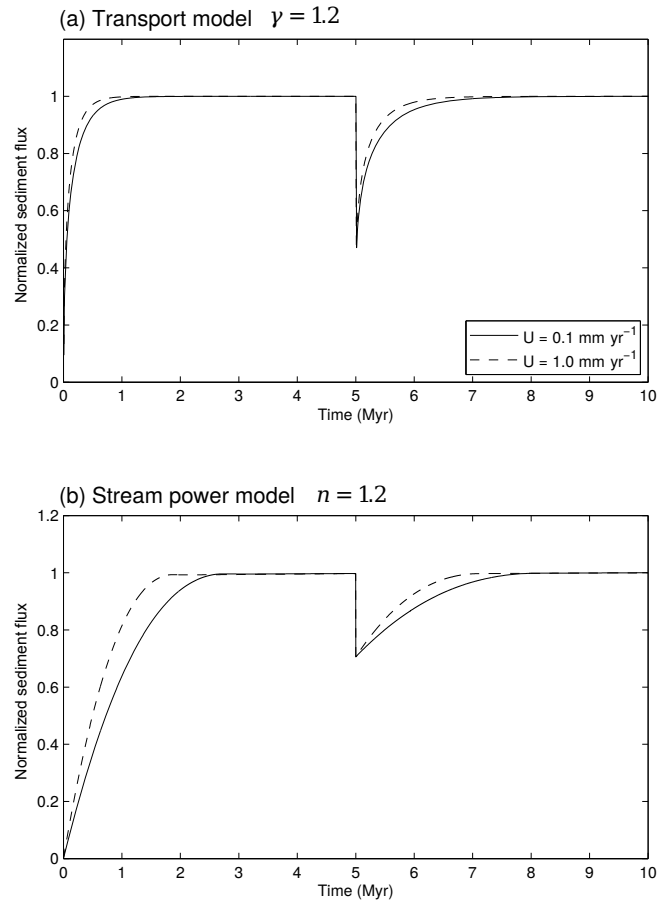 (a) Transport model γ = 1.2
1.2
1
0.8
0.6
0.4
0.2
0
Normalized sediment flux
U = 0.1 mm yr⁻¹
U = 1.0 mm yr⁻¹
0 1 2 3 4 5 6 7 8 9 10
Time (Myr)
(b) Stream power model n = 1.2
1.2
1
0.8
0.6
0.4
0.2
0
Normalized sediment flux
0 1 2 3 4 5 6 7 8 9 10
Time (Myr)